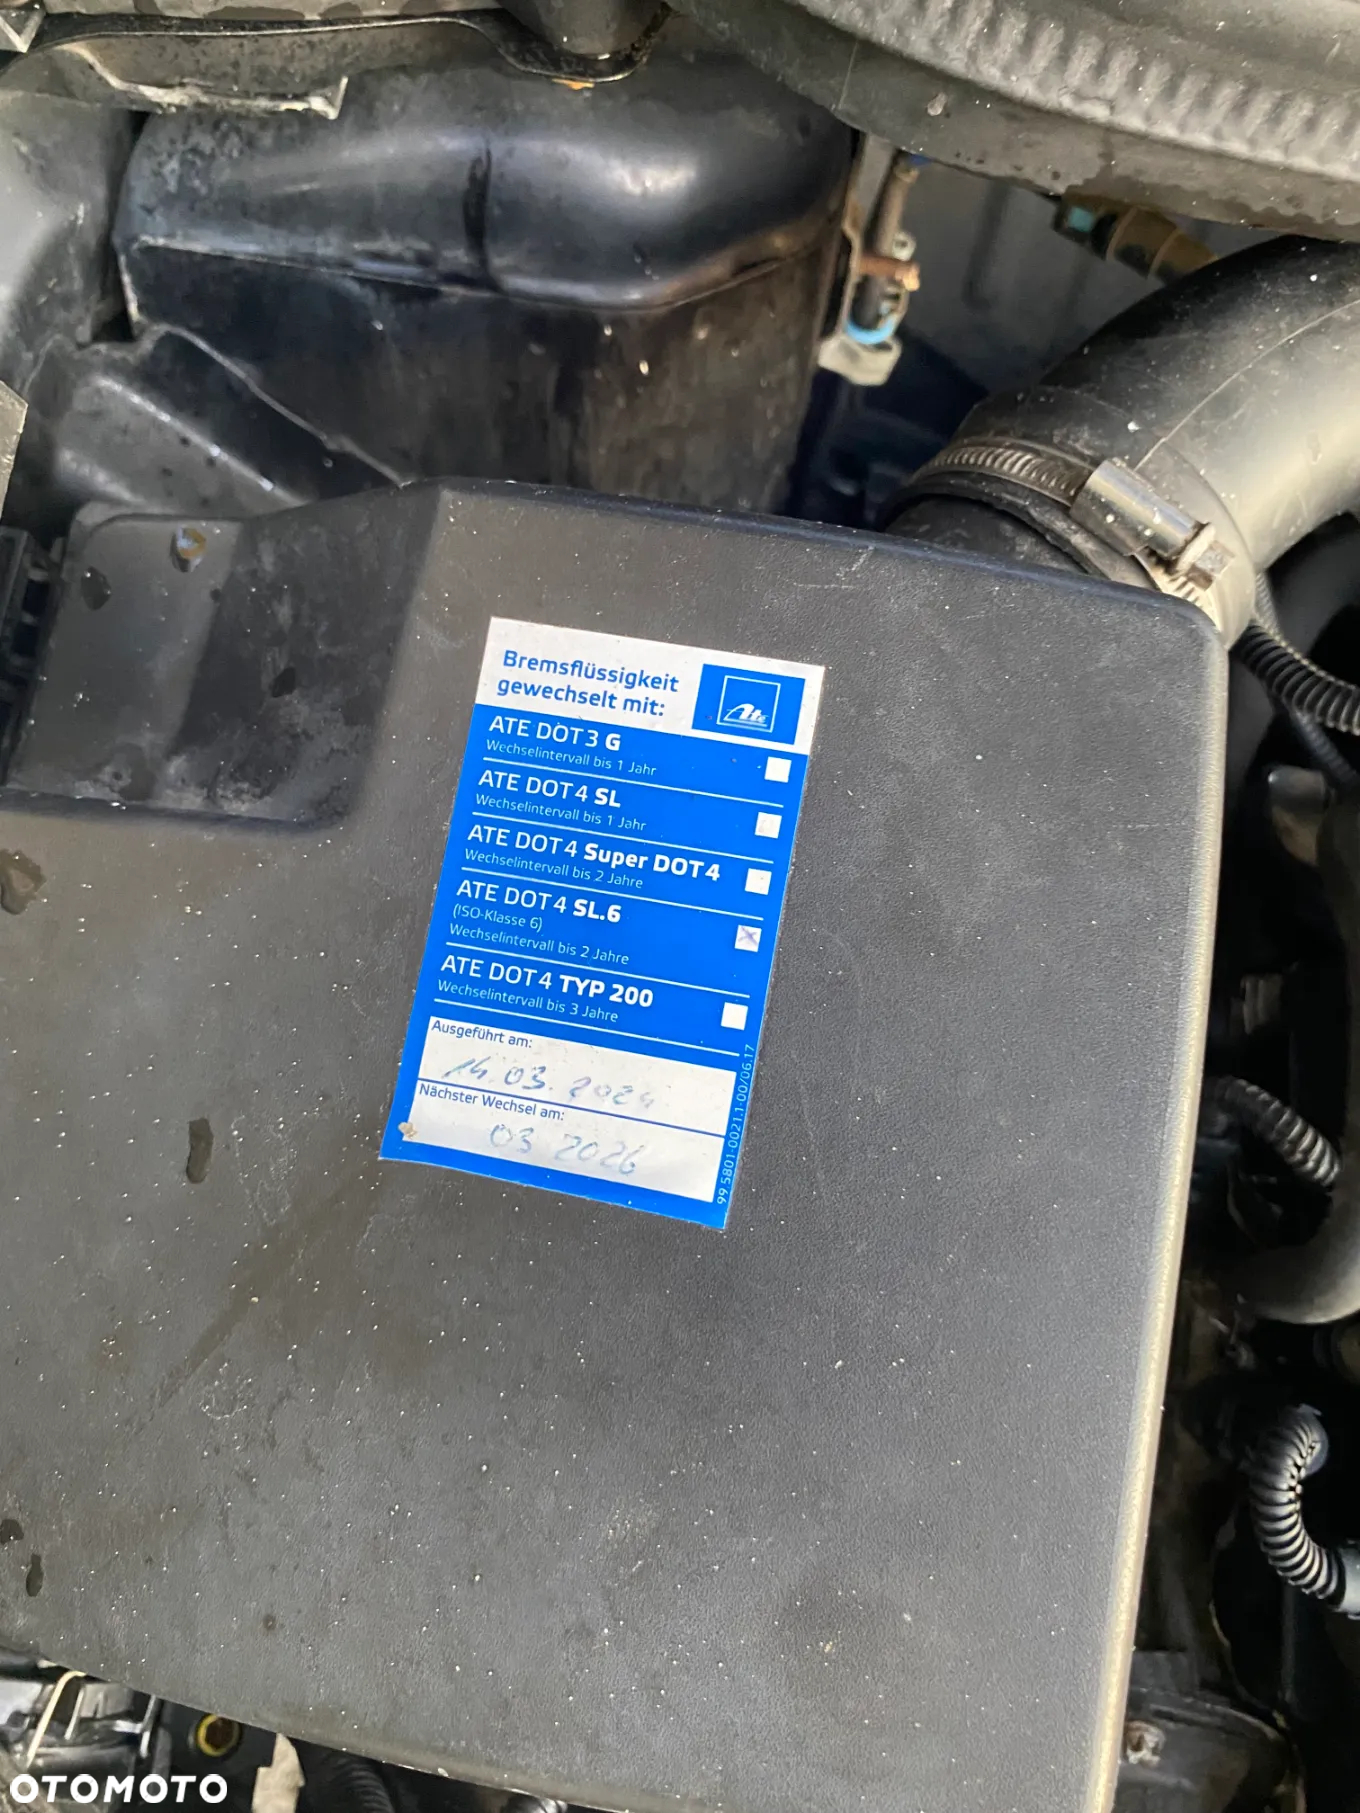 Bremsflüssigkeit
gewechselt mit:
Ate
ATE DOT 3 G
Wechselintervall bis 1 Jahr
ATE DOT 4 SL
Wechselintervall bis 1 Jahr
ATE DOT 4 Super DOT 4
Wechselintervall bis 2 Jahre
ATE DOT 4 SL.6
(ISO-Klasse 6)
Wechselintervall bis 2 Jahre
ATE DOT 4 TYP 200
Wechselintervall bis 3 Jahre
Ausgeführt am:
14.03.2024
Nächster Wechsel am:
03 2026
99 5801-0021.1-00/06.17
OTOMOTO